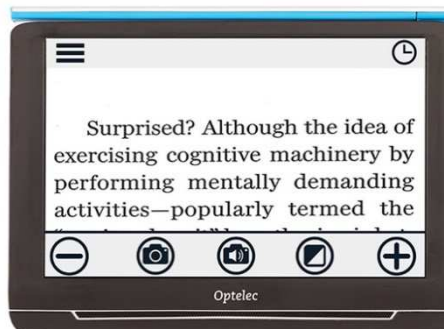 Surprised? Although the idea of
exercising cognitive machinery by
performing mentally demanding
activities—popularly termed the
Optelec